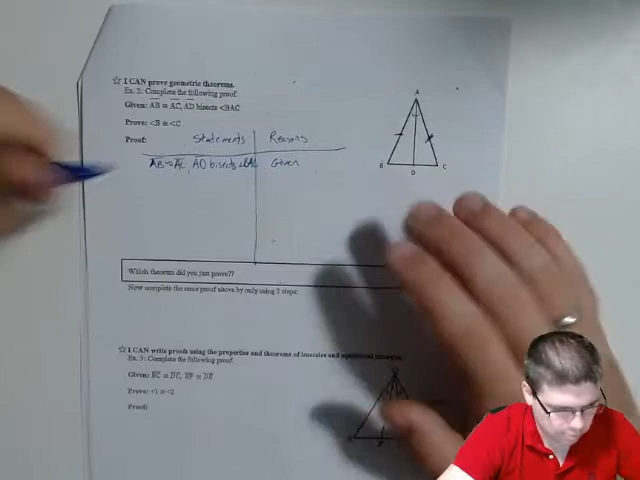 ☆ I CAN prove geometric theorems.
Ex. 2: Complete the following proof.
Given: AB ≅ AC, AD bisects <BAC
Prove: <B ≅ <C
Proof: Statements Reasons
AB ≅ AC, AD bisects ∠BAC Given
A
B
D
C
Which theorem did you just prove??
Now complete the same proof above by only using 2 steps:
☆ I CAN write proofs using the properties and theorems of isosceles and equilateral triangles.
Ex. 3: Complete the following proof.
Given: BC ≅ DC,
Prove: <1 ≅ <2
Proof: